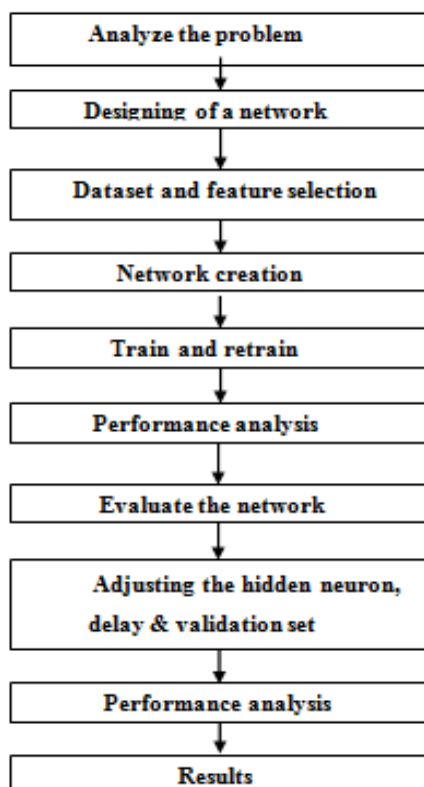 Analyze the problem
Designing of a network
Dataset and feature selection
Network creation
Train and retrain
Performance analysis
Evaluate the network
Adjusting the hidden neuron,
delay & validation set
Performance analysis
Results